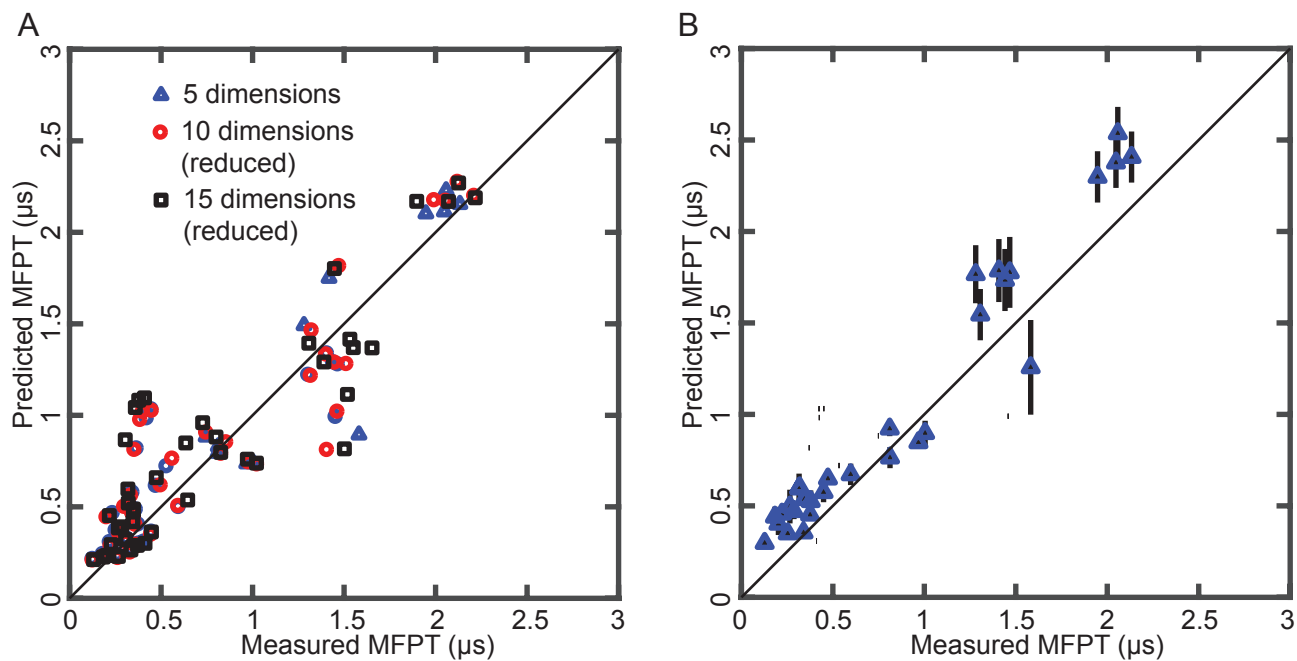 A
3
2.5
2
1.5
1
0.5
0
Predicted MFPT (μs)
5 dimensions
10 dimensions
(reduced)
15 dimensions
(reduced)
0 0.5 1 1.5 2 2.5 3
Measured MFPT (μs)
B
3
2.5
2
1.5
1
0.5
0
Predicted MFPT (μs)
0 0.5 1 1.5 2 2.5 3
Measured MFPT (μs)